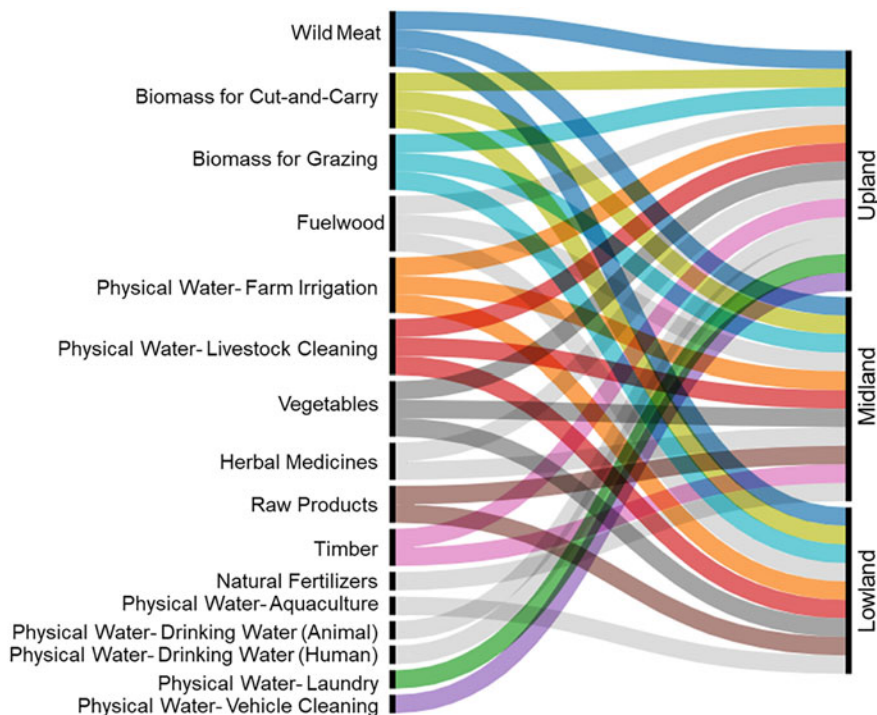 Wild Meat
Biomass for Cut-and-Carry
Biomass for Grazing
Fuelwood
Physical Water- Farm Irrigation
Physical Water- Livestock Cleaning
Vegetables
Herbal Medicines
Raw Products
Timber
Natural Fertilizers
Physical Water- Aquaculture
Physical Water- Drinking Water (Animal)
Physical Water- Drinking Water (Human)
Physical Water- Laundry
Physical Water- Vehicle Cleaning
Upland
Midland
Lowland